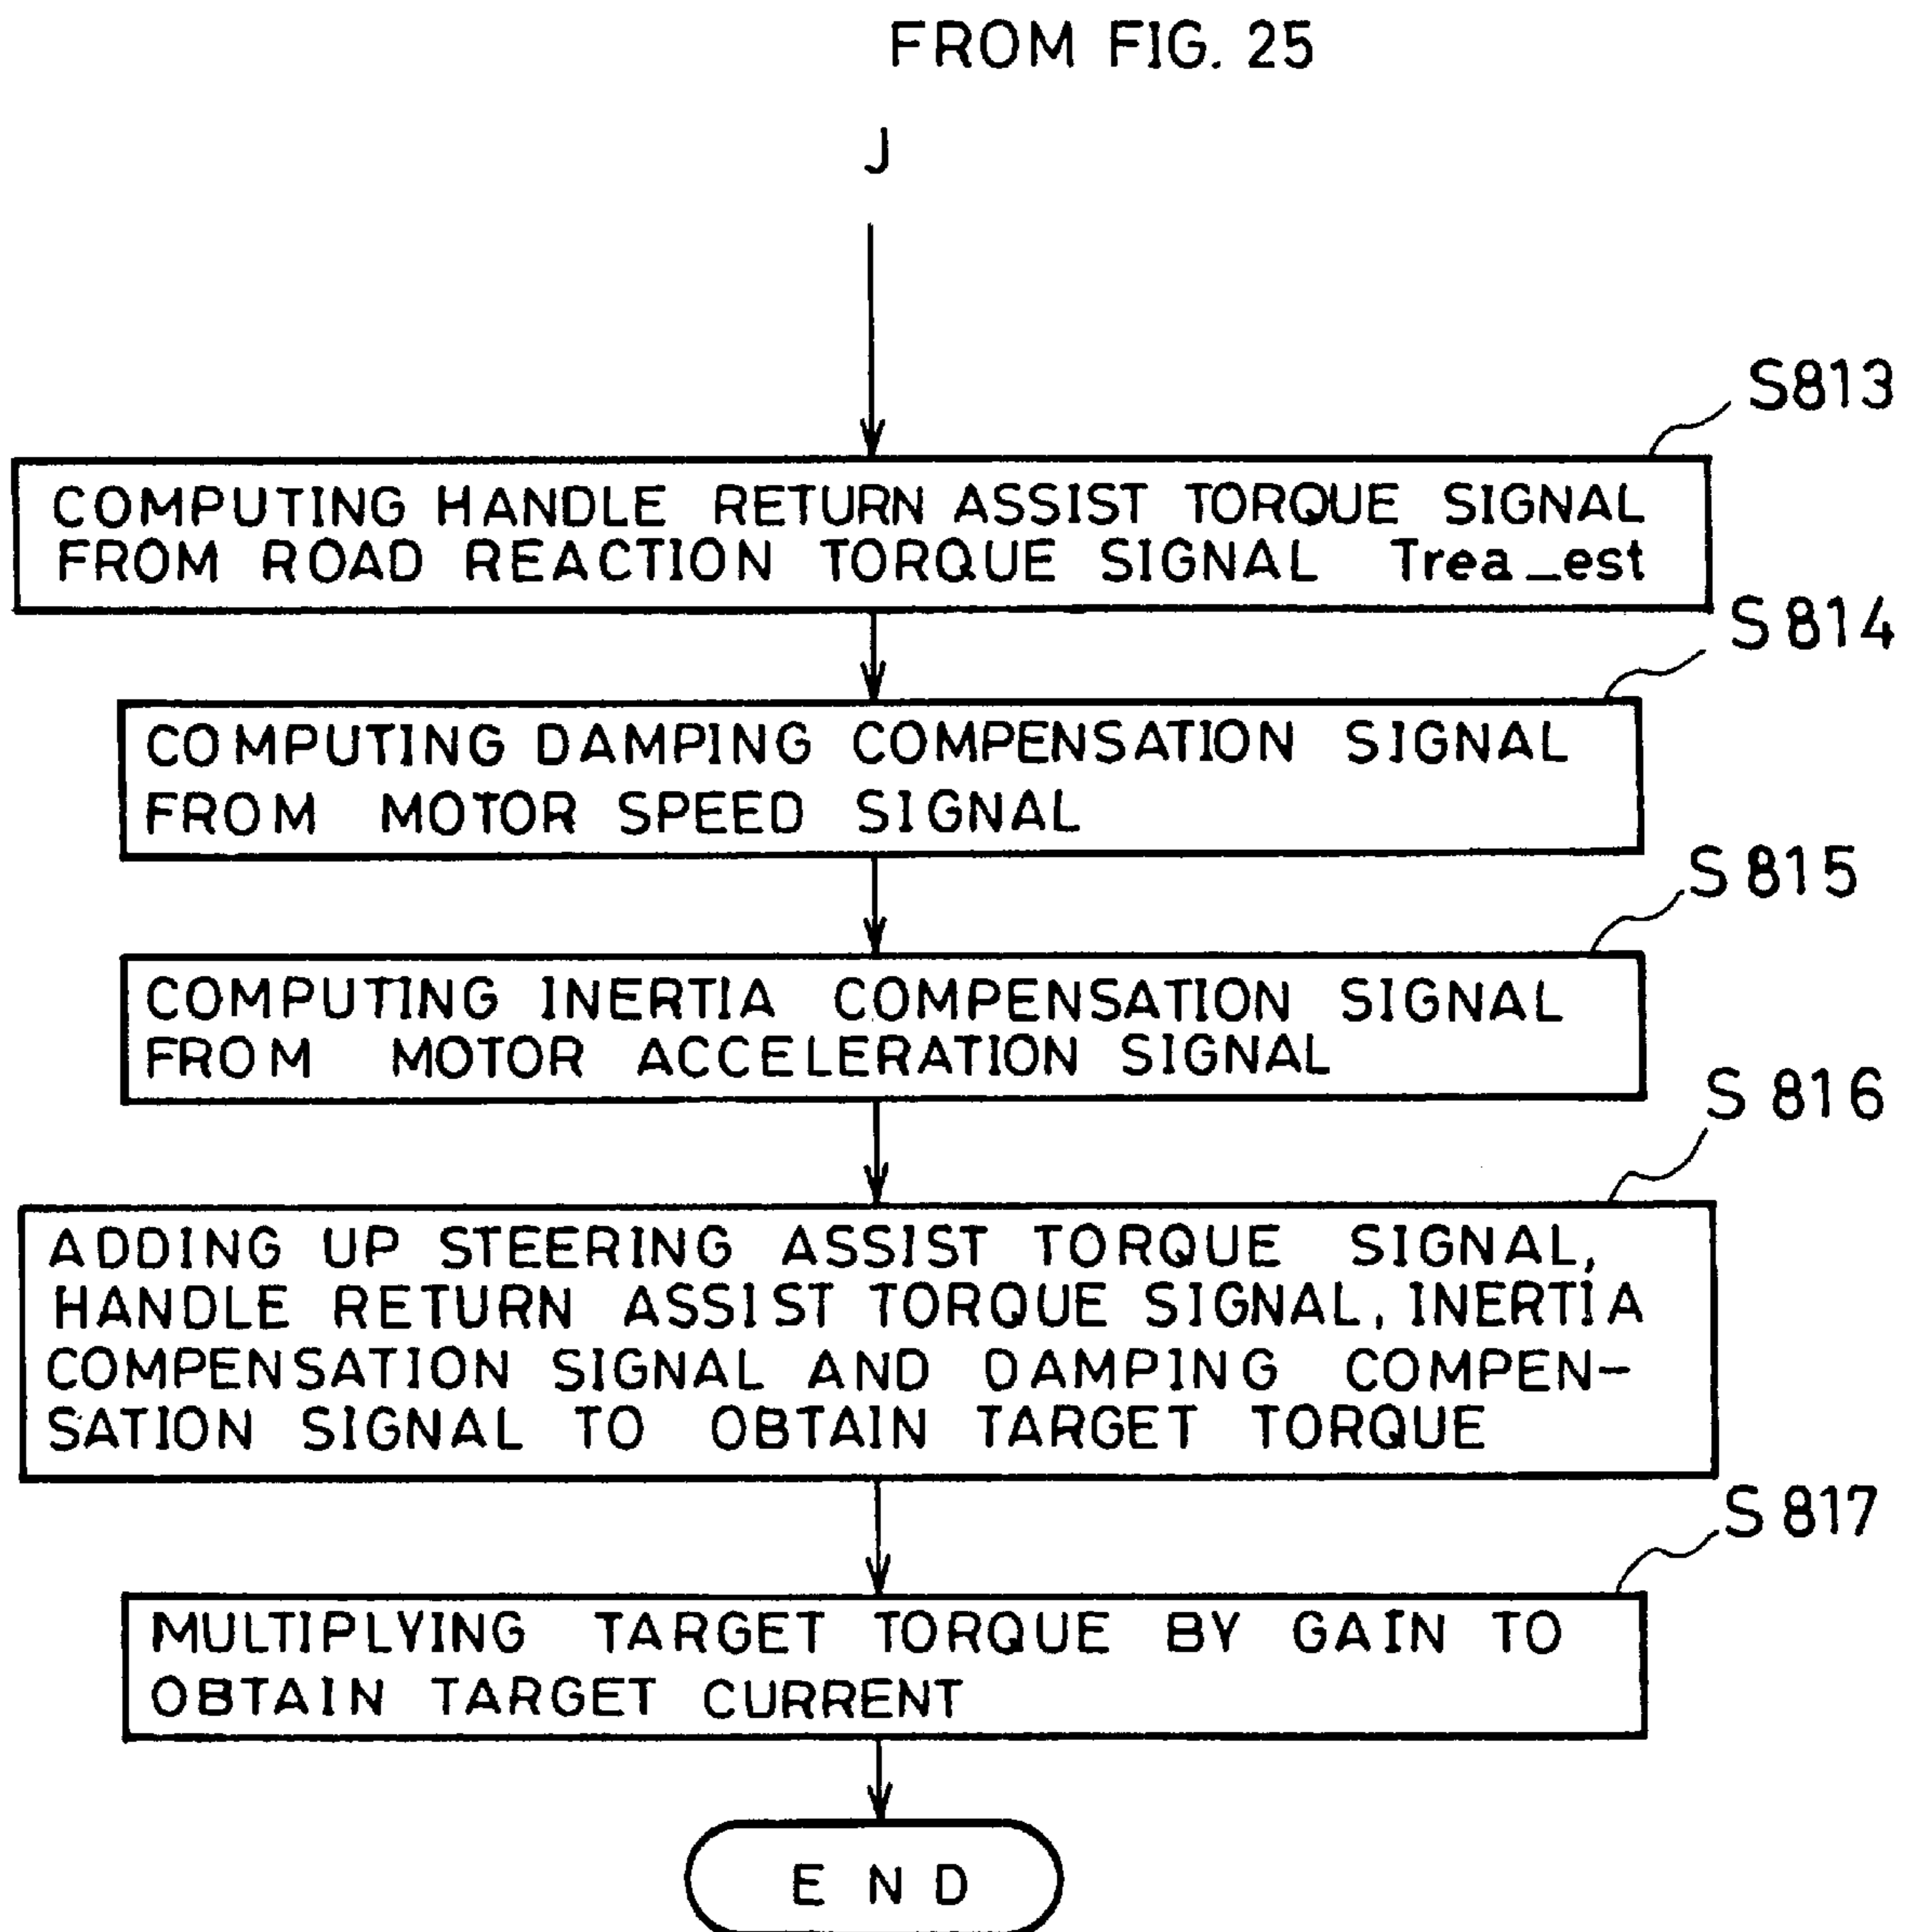 FROM FIG. 25
J
S813
COMPUTING HANDLE RETURN ASSIST TORQUE SIGNAL
FROM ROAD REACTION TORQUE SIGNAL Trea_est
S814
COMPUTING DAMPING COMPENSATION SIGNAL
FROM MOTOR SPEED SIGNAL
S815
COMPUTING INERTIA COMPENSATION SIGNAL
FROM MOTOR ACCELERATION SIGNAL
S816
ADDING UP STEERING ASSIST TORQUE SIGNAL,
HANDLE RETURN ASSIST TORQUE SIGNAL, INERTIA
COMPENSATION SIGNAL AND DAMPING COMPEN-
SATION SIGNAL TO OBTAIN TARGET TORQUE
S817
MULTIPLYING TARGET TORQUE BY GAIN TO
OBTAIN TARGET CURRENT
END